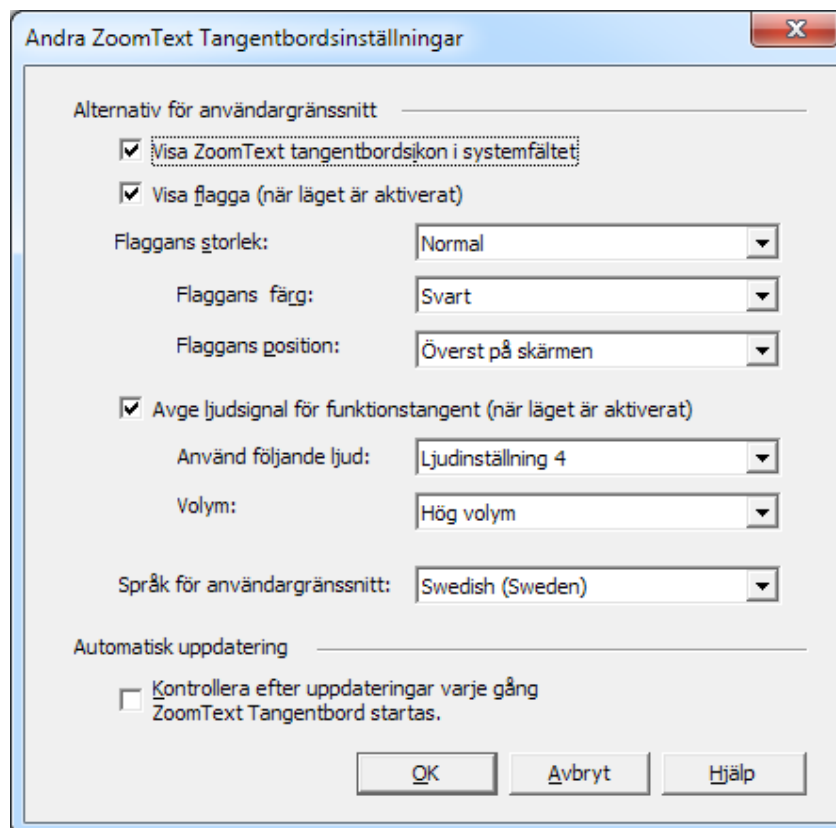 Andra ZoomText Tangentbordsinställningar
Alternativ för användargränssnitt
Visa ZoomText tangentbordsikon i systemfältet
Visa flagga (när läget är aktiverat)
Flaggans storlek: Normal
Flaggans färg: Svart
Flaggans position: Överst på skärmen
Avge ljudsignal för funktionstangent (när läget är aktiverat)
Använd följande ljud: Ljudinställning 4
Volym: Hög volym
Språk för användargränssnitt: Swedish (Sweden)
Automatisk uppdatering
Kontrollera efter uppdateringar varje gång
ZoomText Tangentbord startas.
OK Avbryt Hjälp